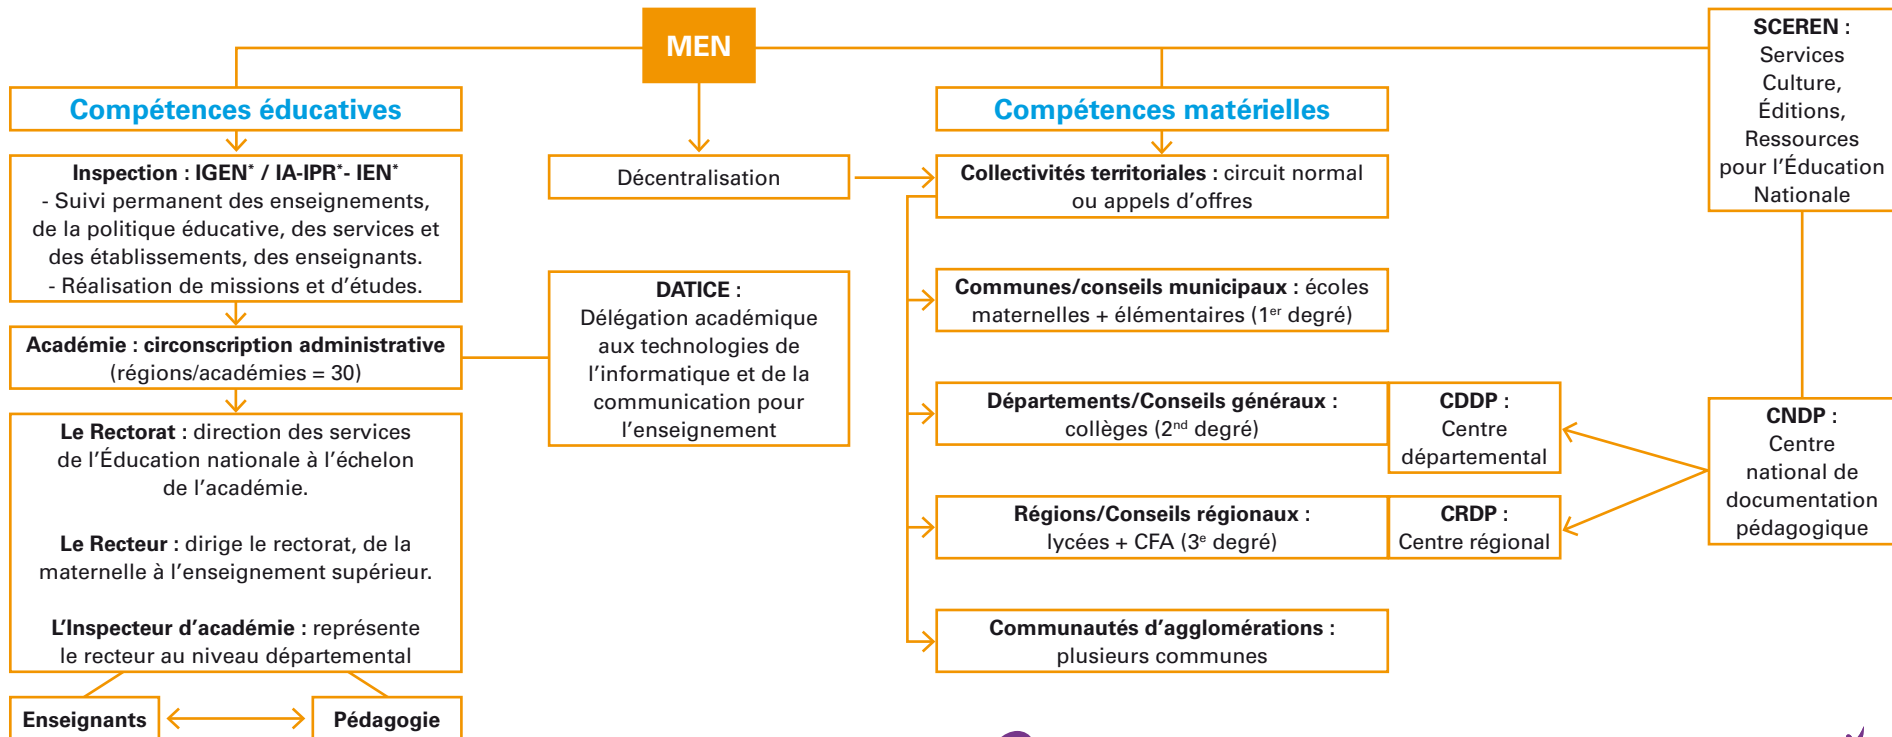 MEN
Compétences éducatives
Inspection : IGEN* / IA-IPR*- IEN*
- Suivi permanent des enseignements,
de la politique éducative, des services et
des établissements, des enseignants.
- Réalisation de missions et d'études.
Académie : circonscription administrative
(régions/académies = 30)
Le Rectorat : direction des services
de l'Éducation nationale à l'échelon
de l'académie.
Le Recteur : dirige le rectorat, de la
maternelle à l'enseignement supérieur.
L'Inspecteur d'académie : représente
le recteur au niveau départemental
Enseignants
Pédagogie
Décentralisation
DATICE :
Délégation académique
aux technologies de
l'informatique et de la
communication pour
l'enseignement
Compétences matérielles
Collectivités territoriales : circuit normal
ou appels d'offres
Communes/conseils municipaux : écoles
maternelles + élémentaires (1er degré)
Départements/Conseils généraux :
collèges (2nd degré)
CDDP :
Centre
départemental
Régions/Conseils régionaux :
lycées + CFA (3e degré)
CRDP :
Centre régional
Communautés d'agglomérations :
plusieurs communes
SCEREN :
Services
Culture,
Éditions,
Ressources
pour l'Éducation
Nationale
CNDP :
Centre
national de
documentation
pédagogique